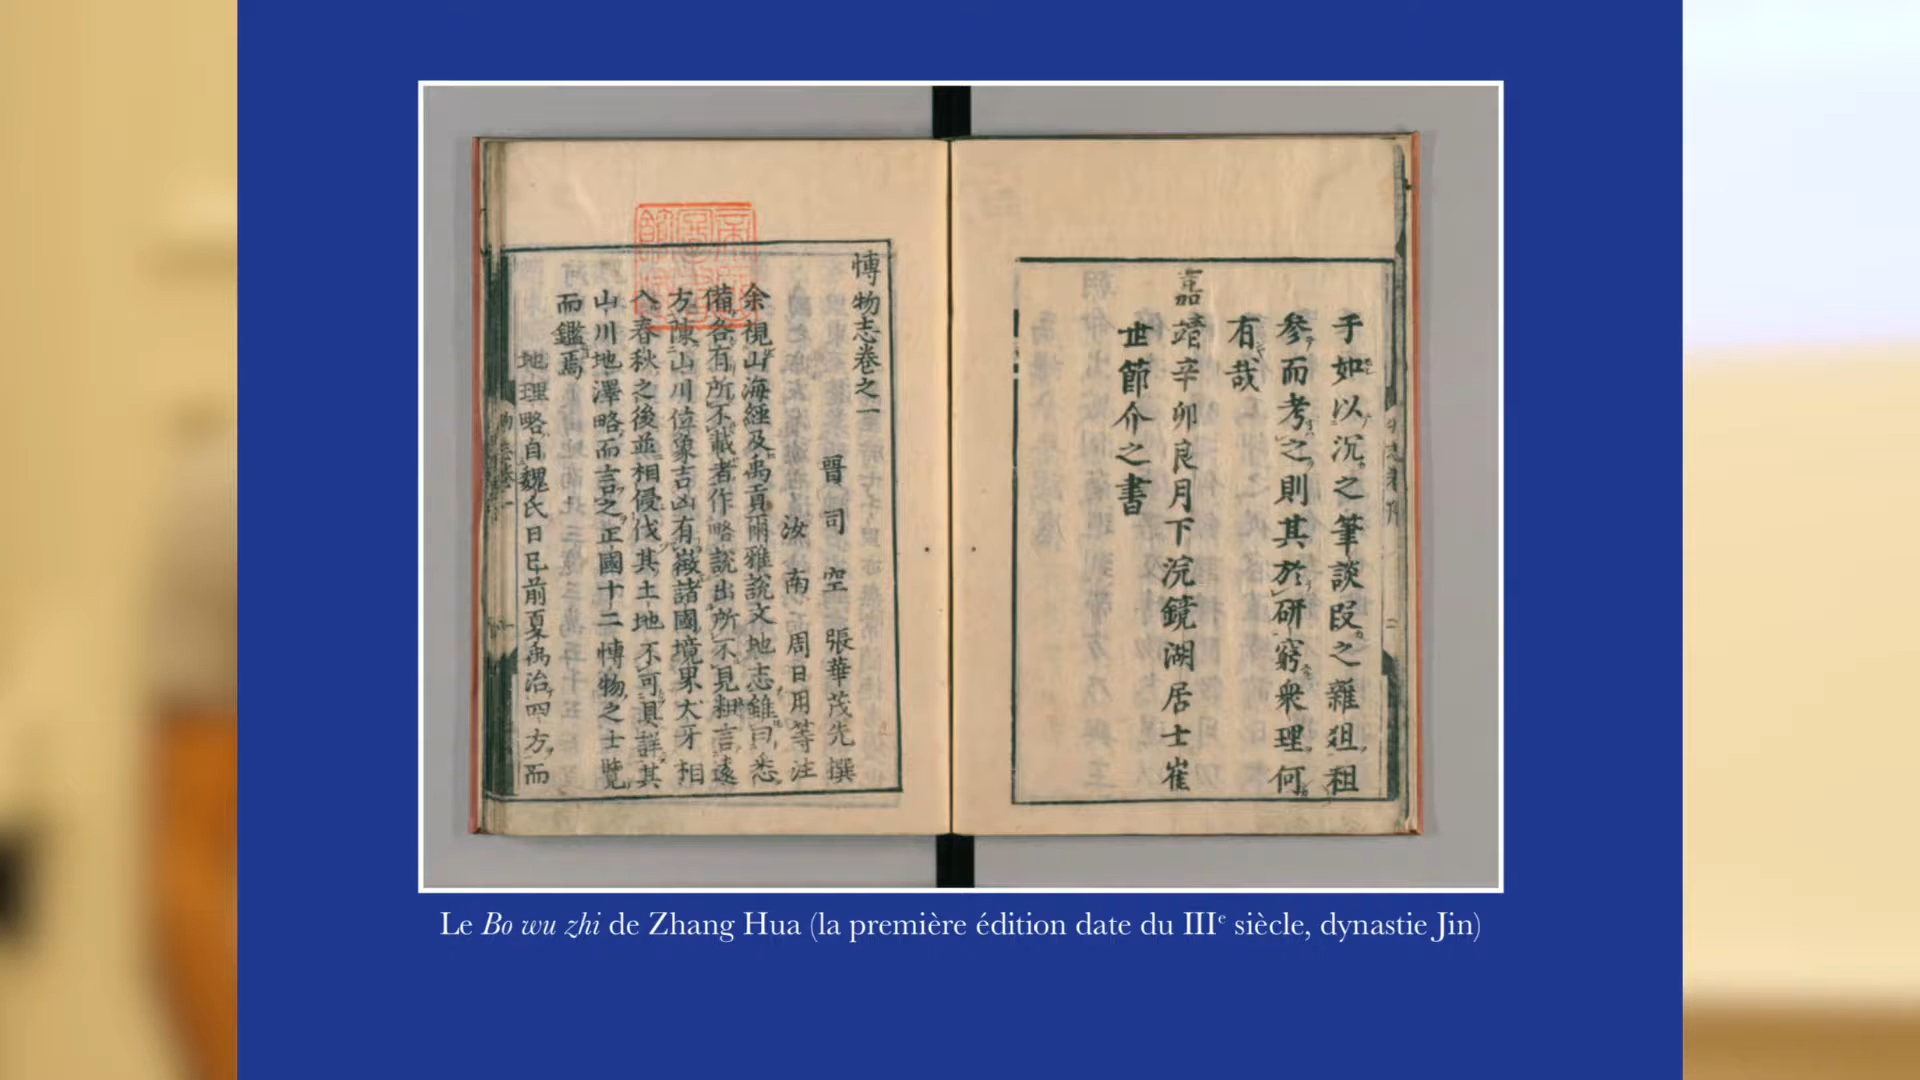 手如以沉之筆談段之雜俎租
參而考之則其於研窮衆理何
有哉
嘉靖辛卯良月下浣鏡湖居士崔
世節介之書
博物志卷之一
晉司空張華茂先撰
汝南周日用等注
余視山海經及禹貢爾雅說文地志雖曰悉
備各有所不載者作略說出所不見粗言遠
方陳山川位象吉凶有徵諸國境界犬牙相
入春秋之後並相侵伐其土地不可具詳其
山川地澤略而言之正國十二博物之士覽
而鑑焉
地理略自魏氏日已前夏禹治四方而
Le Bo wu zhi de Zhang Hua (la première édition date du IIIe siècle, dynastie Jin)